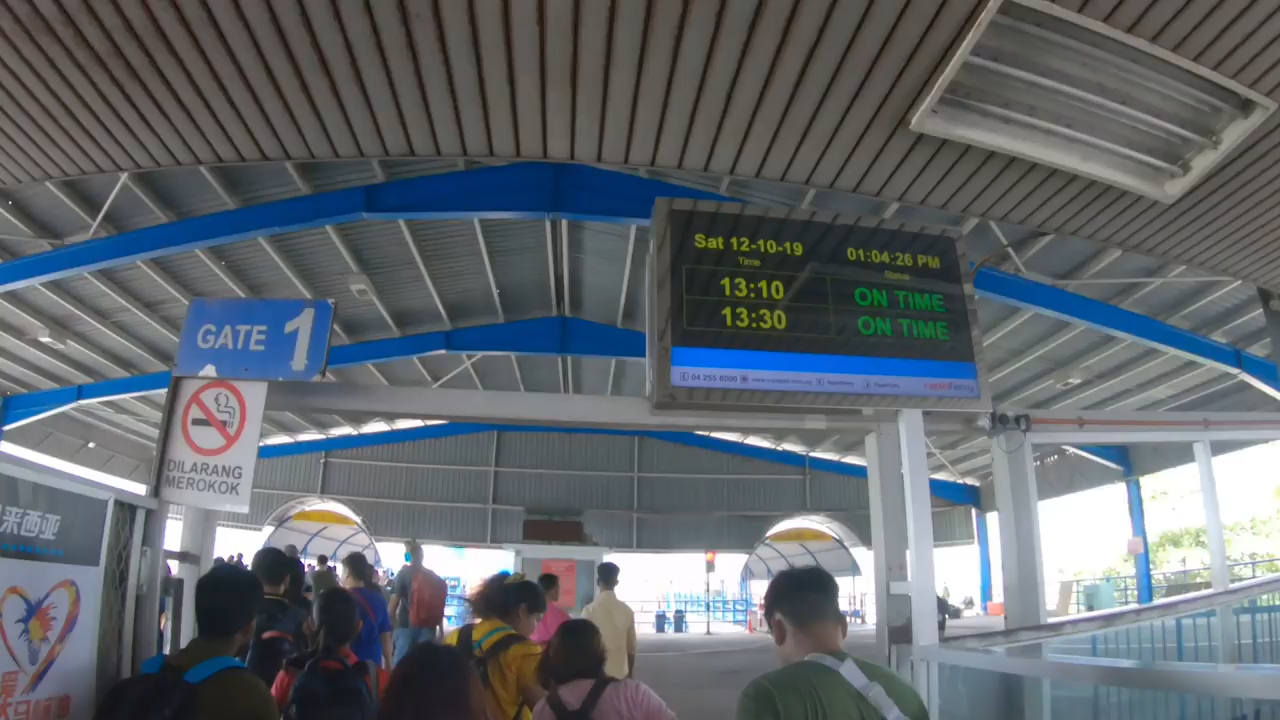 GATE 1
DILARANG
MEROKOK
来西亚
Sat 12-10-19 01:04:26 PM
Time Status
13:10 ON TIME
13:30 ON TIME
04 255 8000